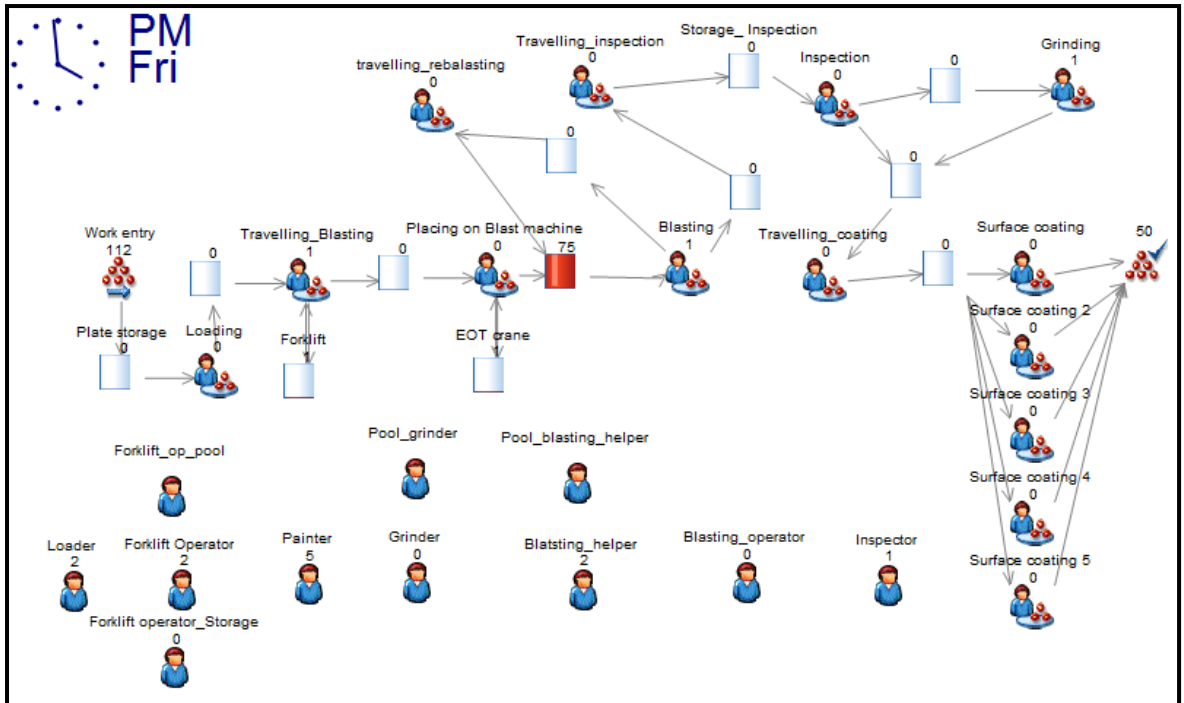 PM
Fri
Storage_ Inspection
0
Travelling_inspection
0
Grinding
1
Inspection
0
travelling_rebalasting
0
0
0
0
0
Work entry
112
0
Travelling_Blasting
1
0
Placing on Blast machine
0
75
Blasting
1
Travelling_coating
0
0
Surface coating
0
50
Plate storage
0
Loading
0
Forklift
1
EOT crane
1
Surface coating 2
0
Surface coating 3
0
Surface coating 4
0
Surface coating 5
0
Forklift_op_pool
Pool_grinder
Pool_blasting_helper
Loader
2
Forklift Operator
2
Painter
5
Grinder
0
Blatsting_helper
2
Blasting_operator
0
Inspector
1
Forklift operator_Storage
0